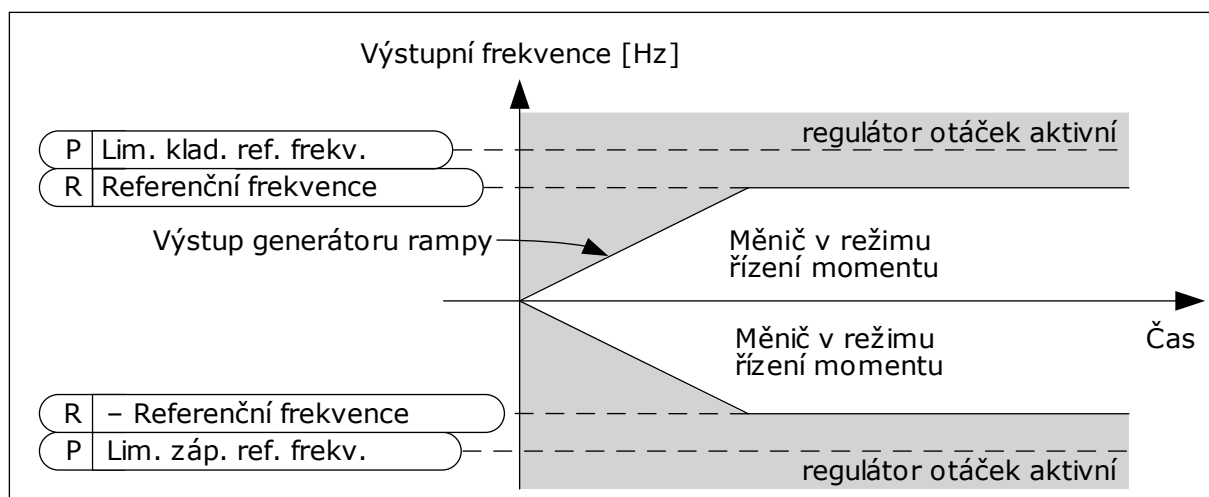 Výstupní frekvence [Hz]
regulátor otáček aktivní
P Lim. klad. ref. frekv.
R Referenční frekvence
Výstup generátoru rampy
Měnič v režimu
řízení momentu
Čas
Měnič v režimu
řízení momentu
R – Referenční frekvence
P Lim. záp. ref. frekv.
regulátor otáček aktivní